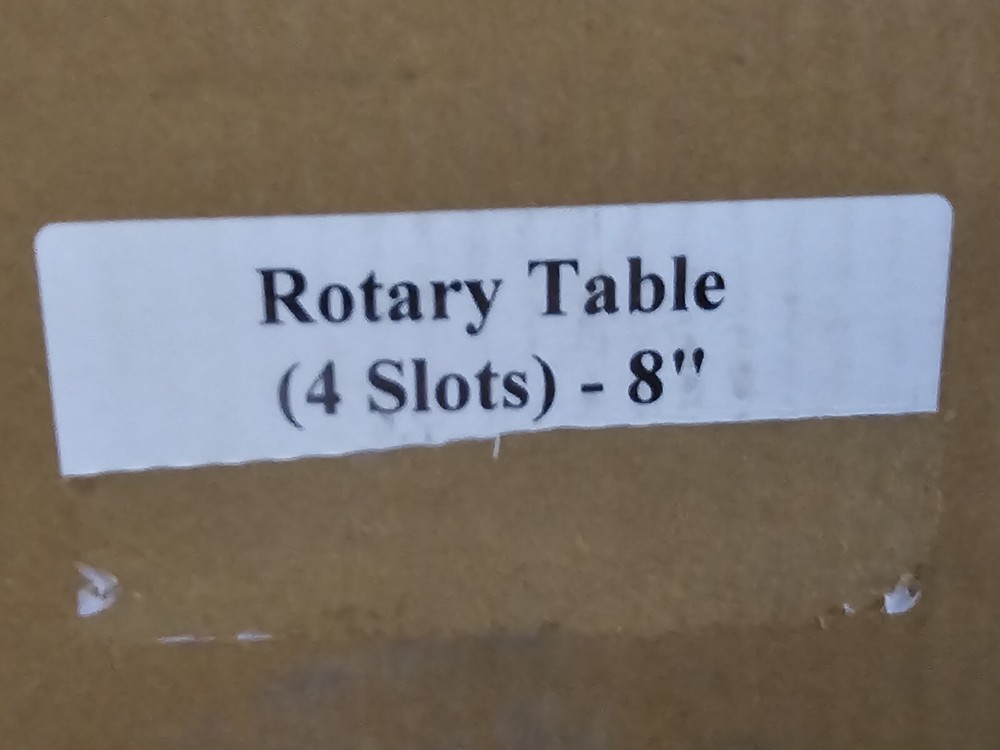 Rotary Table
(4 Slots) - 8"